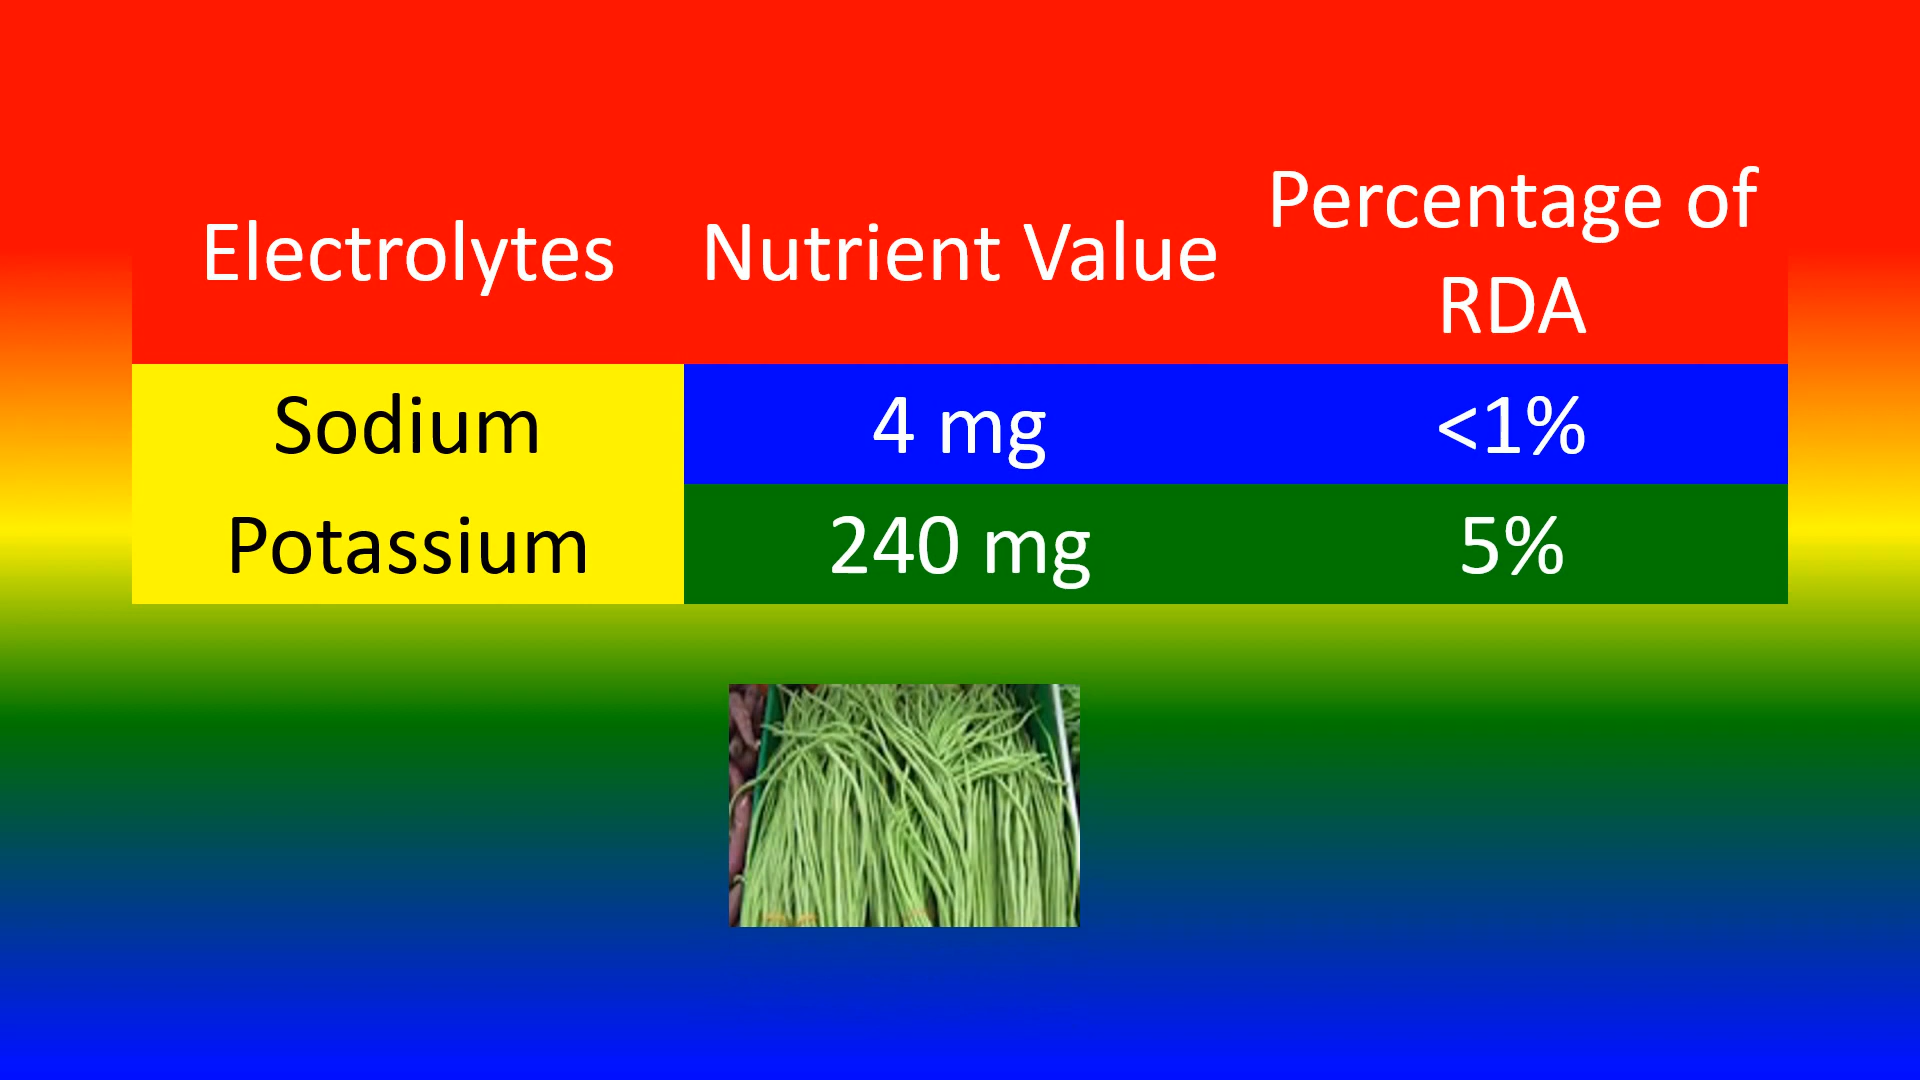 Electrolytes Nutrient Value Percentage of RDA
Sodium 4 mg <1%
Potassium 240 mg 5%